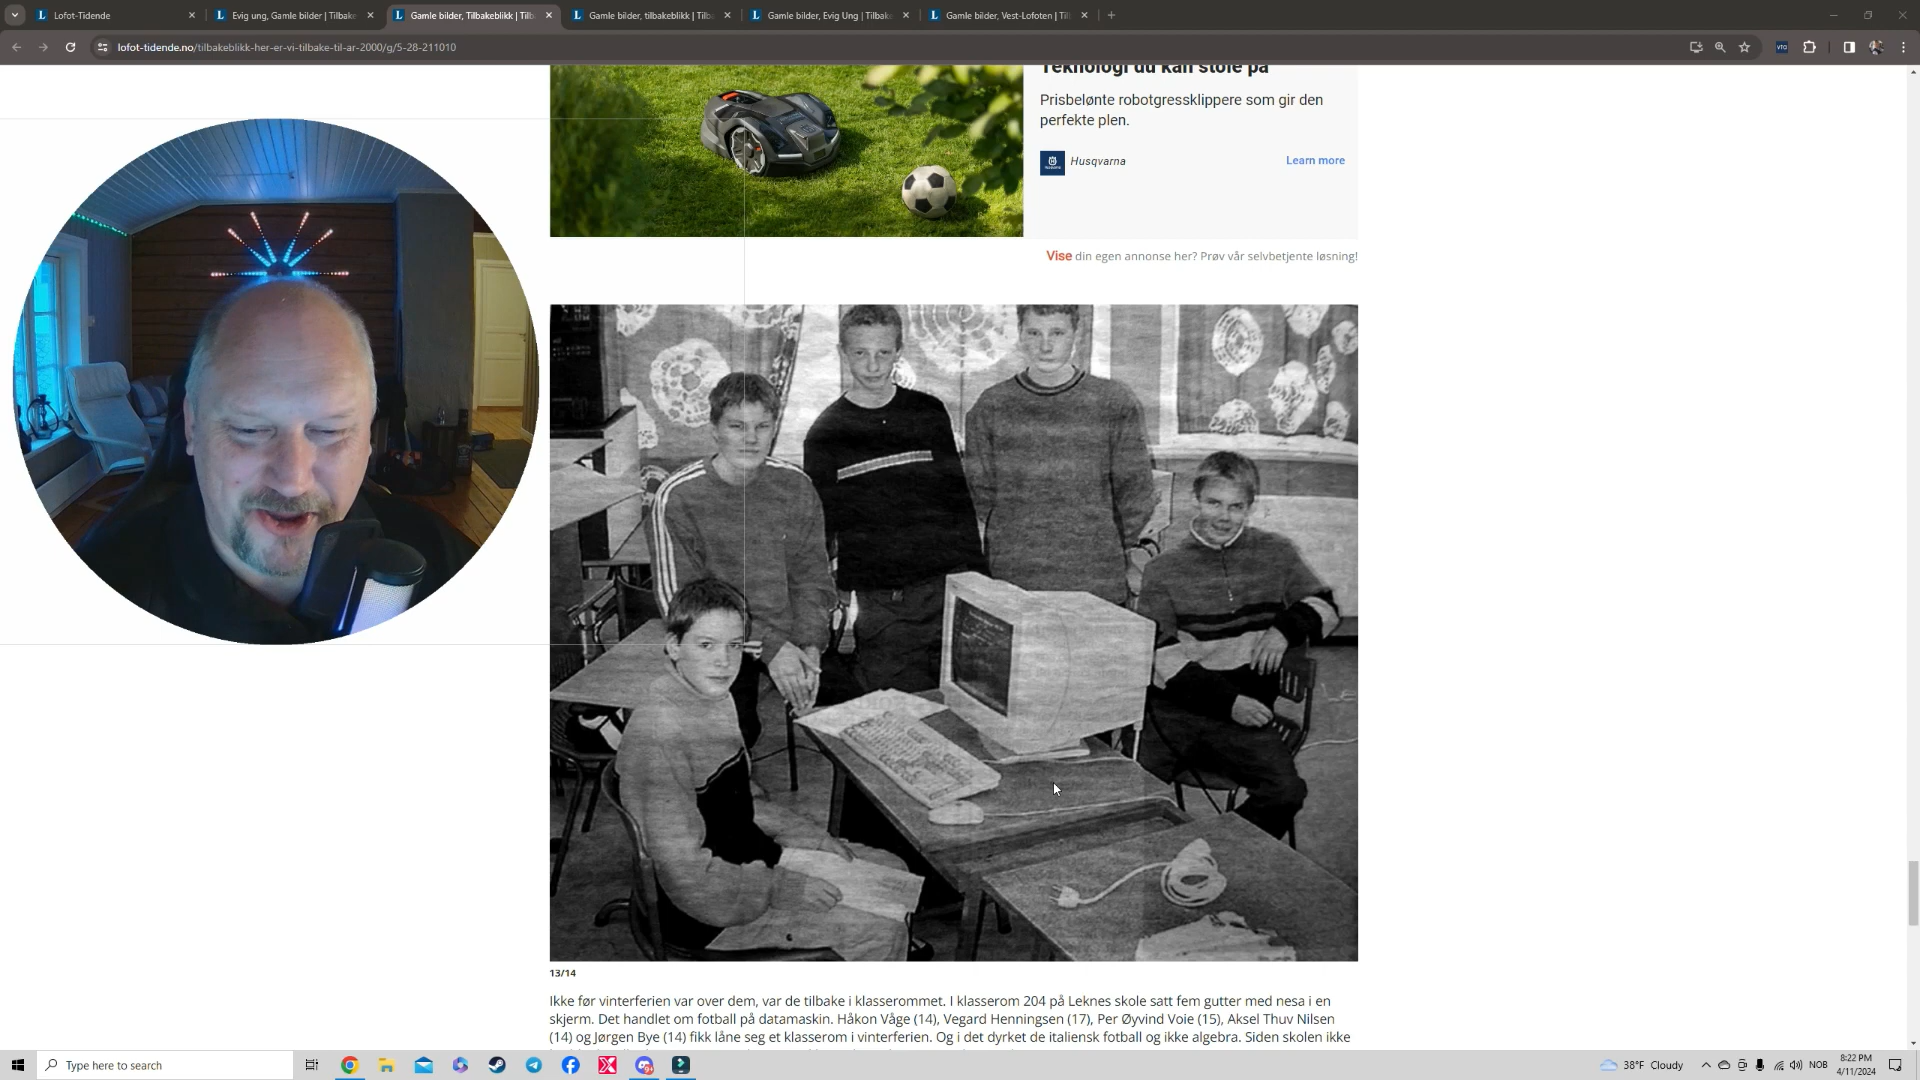 Lofot-Tidende
Evig ung, Gamle bilder | Tilbake
Gamle bilder, Tilbakeblikk | Tilb
Gamle bilder, tilbakeblikk | Tilb
Gamle bilder, Evig Ung | Tilbak
Gamle bilder, Vest-Lofoten | Til
lofot-tidende.no/tilbakeblikk-her-er-vi-tilbake-til-ar-2000/g/5-28-211010
Teknologi du kan stole på
Prisbelønte robotgressklippere som gir den
perfekte plen.
Husqvarna
Learn more
Vise din egen annonse her? Prøv vår selvbetjente løsning!
13/14
Ikke før vinterferien var over dem, var de tilbake i klasserommet. I klasserom 204 på Leknes skole satt fem gutter med nesa i en
skjerm. Det handlet om fotball på datamaskin. Håkon Våge (14), Vegard Henningsen (17), Per Øyvind Voie (15), Aksel Thuv Nilsen
(14) og Jørgen Bye (14) fikk låne seg et klasserom i vinterferien. Og i det dyrket de italiensk fotball og ikke algebra. Siden skolen ikke
Type here to search
38°F Cloudy
NOB
8:22 PM
4/11/2024